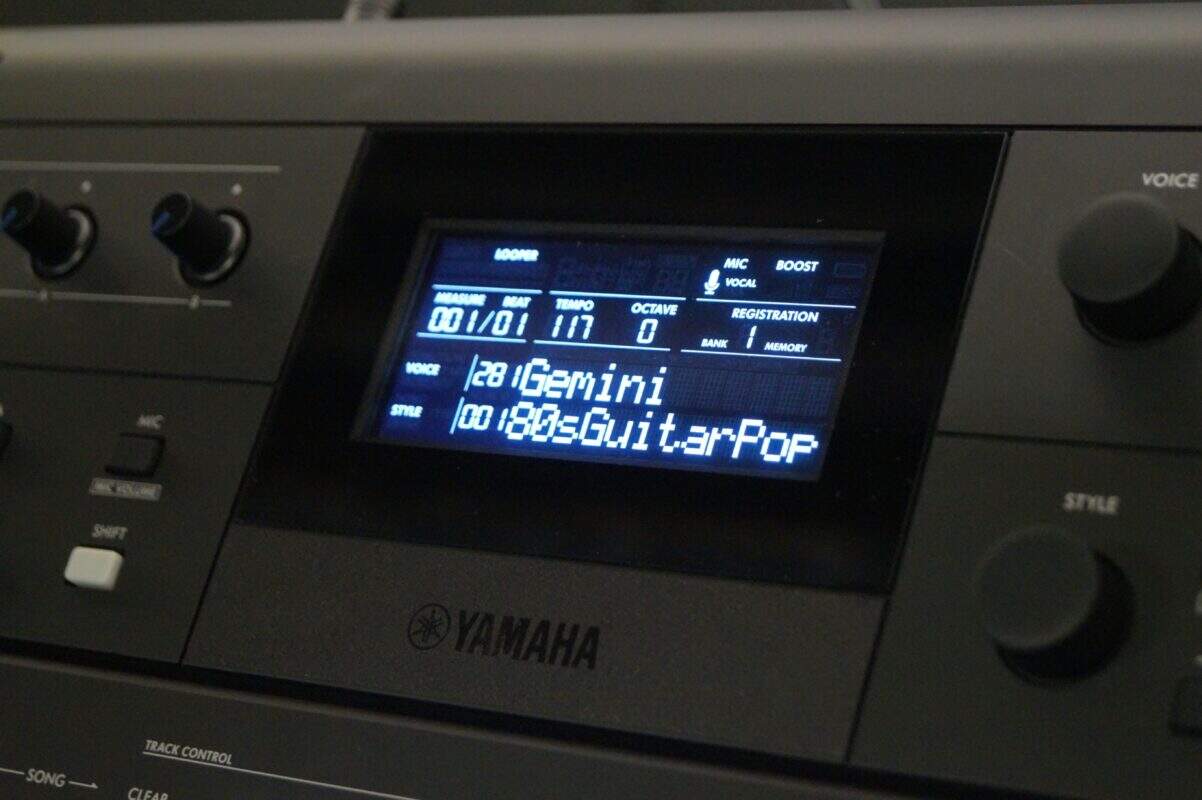 VOICE
LOOPER
MIC BOOST
VOCAL
MEASURE BEAT TEMPO OCTAVE REGISTRATION
001/01 117 0 BANK 1 MEMORY
VOICE 281 Gemini
STYLE 001 80sGuitarPop
MIC
MIC VOLUME
SHIFT
STYLE
YAMAHA
TRACK CONTROL
SONG
CLEAR